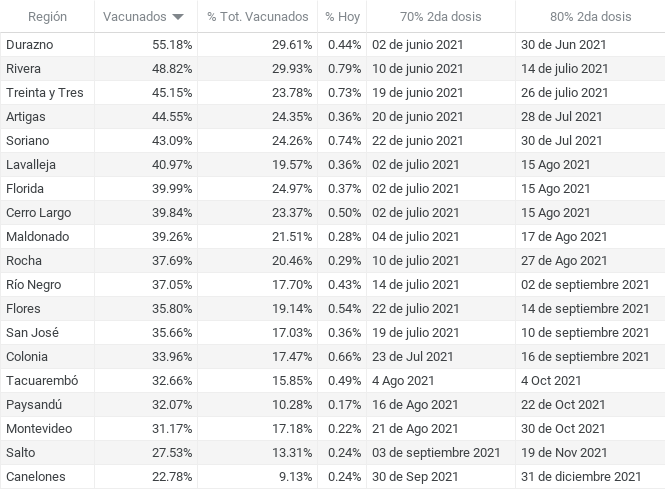 Región Vacunados % Tot. Vacunados % Hoy 70% 2da dosis 80% 2da dosis
Durazno 55.18% 29.61% 0.44% 02 de junio 2021 30 de Jun 2021
Rivera 48.82% 29.93% 0.79% 10 de junio 2021 14 de julio 2021
Treinta y Tres 45.15% 23.78% 0.73% 19 de junio 2021 26 de julio 2021
Artigas 44.55% 24.35% 0.36% 20 de junio 2021 28 de Jul 2021
Soriano 43.09% 24.26% 0.74% 22 de junio 2021 30 de Jul 2021
Lavalleja 40.97% 19.57% 0.36% 02 de julio 2021 15 Ago 2021
Florida 39.99% 24.97% 0.37% 02 de julio 2021 15 Ago 2021
Cerro Largo 39.84% 23.37% 0.50% 02 de julio 2021 15 Ago 2021
Maldonado 39.26% 21.51% 0.28% 04 de julio 2021 17 de Ago 2021
Rocha 37.69% 20.46% 0.29% 10 de julio 2021 27 de Ago 2021
Río Negro 37.05% 17.70% 0.43% 14 de julio 2021 02 de septiembre 2021
Flores 35.80% 19.14% 0.54% 22 de julio 2021 14 de septiembre 2021
San José 35.66% 17.03% 0.36% 19 de julio 2021 10 de septiembre 2021
Colonia 33.96% 17.47% 0.66% 23 de Jul 2021 16 de septiembre 2021
Tacuarembó 32.66% 15.85% 0.49% 4 Ago 2021 4 Oct 2021
Paysandú 32.07% 10.28% 0.17% 16 de Ago 2021 22 de Oct 2021
Montevideo 31.17% 17.18% 0.22% 21 de Ago 2021 30 de Oct 2021
Salto 27.53% 13.31% 0.24% 03 de septiembre 2021 19 de Nov 2021
Canelones 22.78% 9.13% 0.24% 30 de Sep 2021 31 de diciembre 2021